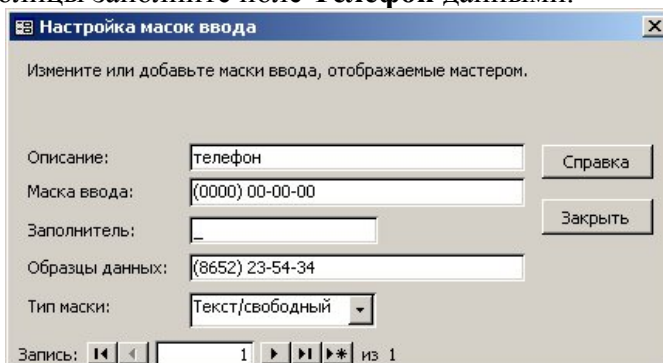 заполните поле Телефон данными.
Настройка масок ввода
Измените или добавьте маски ввода, отображаемые мастером.
Описание: телефон Справка
Маска ввода: (0000) 00-00-00
Заполнитель: _ Закрыть
Образцы данных: (8652) 23-54-34
Тип маски: Текст/свободный
Запись: 1 из 1